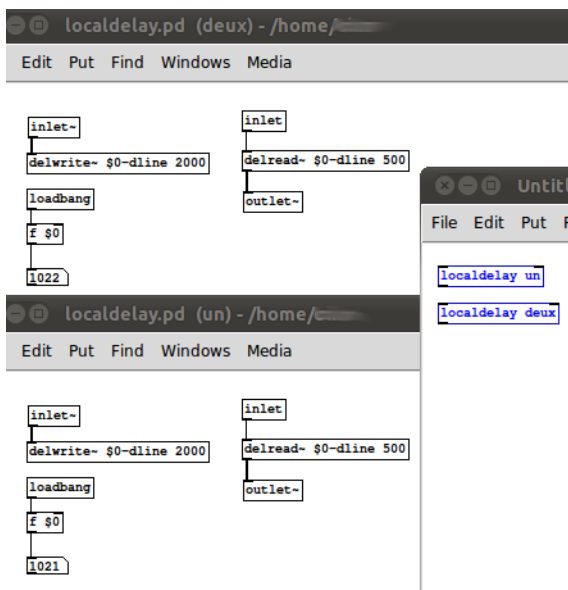 localdelay.pd (deux) - /home/
Edit Put Find Windows Media
inlet~
inlet
delwrite~ $0-dline 2000
delread~ $0-dline 500
loadbang
outlet~
f $0
1022
localdelay.pd (un) - /home/
Edit Put Find Windows Media
inlet~
inlet
delwrite~ $0-dline 2000
delread~ $0-dline 500
loadbang
outlet~
f $0
1021
File Edit Put
localdelay un
localdelay deux